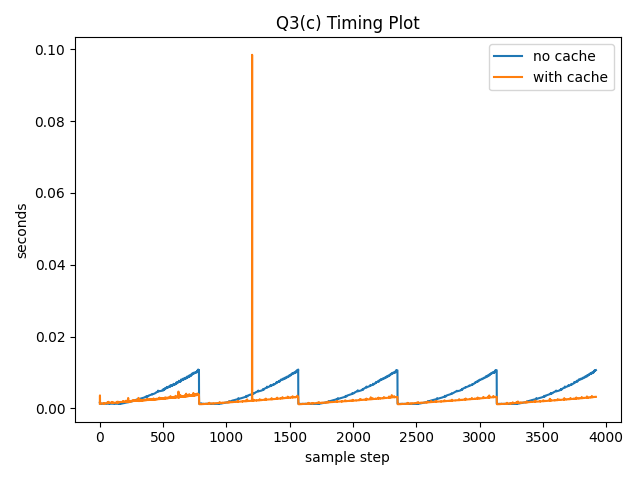 Q3(c) Timing Plot
no cache
with cache
seconds
0.10
0.08
0.06
0.04
0.02
0.00
0 500 1000 1500 2000 2500 3000 3500 4000
sample step